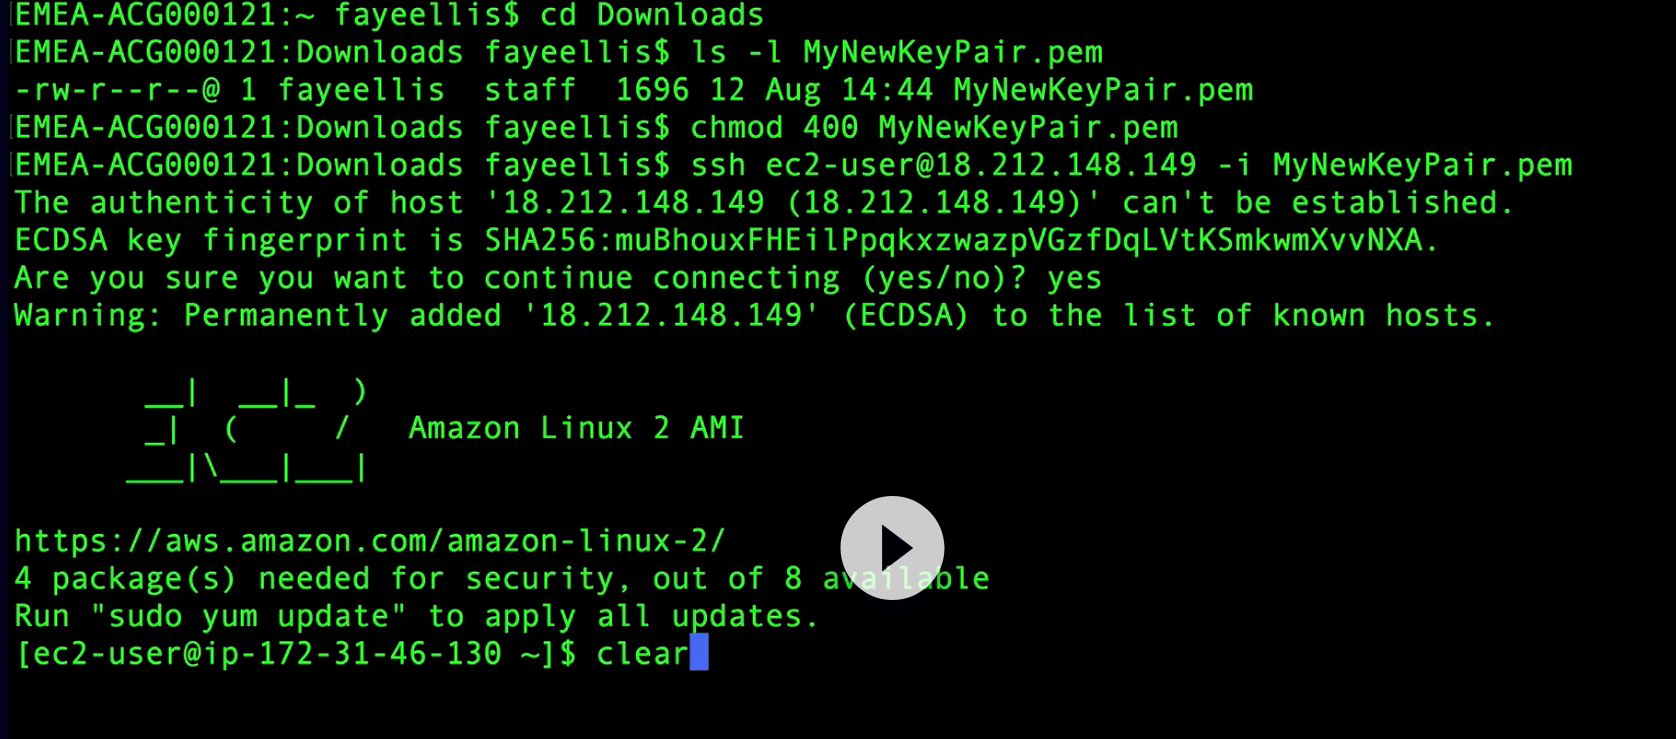 EMEA-ACG000121:~ fayeellis$ cd Downloads
EMEA-ACG000121:Downloads fayeellis$ ls -l MyNewKeyPair.pem
-rw-r--r--@ 1 fayeellis  staff  1696 12 Aug 14:44 MyNewKeyPair.pem
EMEA-ACG000121:Downloads fayeellis$ chmod 400 MyNewKeyPair.pem
EMEA-ACG000121:Downloads fayeellis$ ssh ec2-user@18.212.148.149 -i MyNewKeyPair.pem
The authenticity of host '18.212.148.149 (18.212.148.149)' can't be established.
ECDSA key fingerprint is SHA256:muBhouxFHEilPpqkxzwazpVGzfDqLVtKSmkwmXvvNXA.
Are you sure you want to continue connecting (yes/no)? yes
Warning: Permanently added '18.212.148.149' (ECDSA) to the list of known hosts.
       __|  __|_  )
       _|  (     /   Amazon Linux 2 AMI
      ___|\___|___|
https://aws.amazon.com/amazon-linux-2/
4 package(s) needed for security, out of 8 available
Run "sudo yum update" to apply all updates.
[ec2-user@ip-172-31-46-130 ~]$ clear